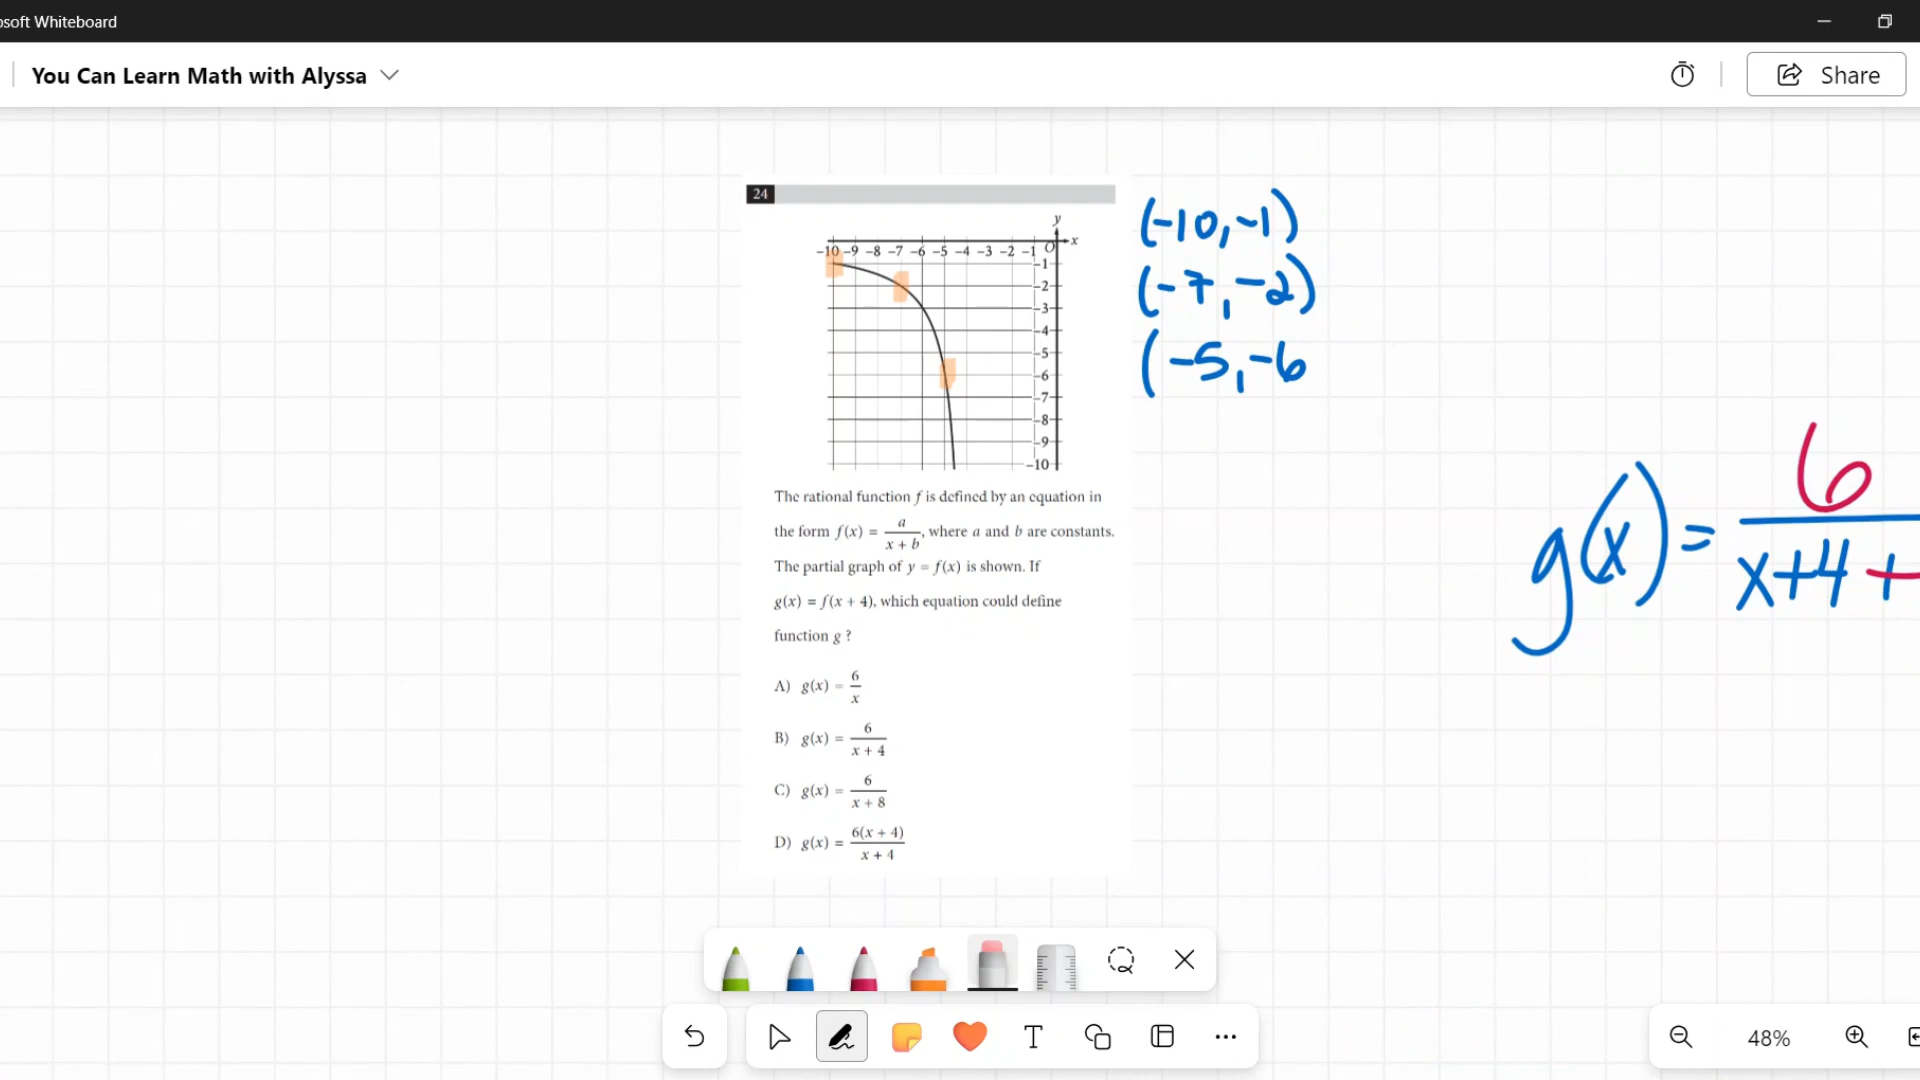 osoft Whiteboard
You Can Learn Math with Alyssa
Share
24
y
x
-10 -9 -8 -7 -6 -5 -4 -3 -2 -1 O
-1
-2
-3
-4
-5
-6
-7
-8
-9
-10
(-10,-1)
(-7,-2)
(-5,-6
g(x) = 6/(x+4+
The rational function f is defined by an equation in
the form f(x) = a/(x + b), where a and b are constants.
The partial graph of y = f(x) is shown. If
g(x) = f(x + 4), which equation could define
function g ?
A) g(x) = 6/x
B) g(x) = 6/(x + 4)
C) g(x) = 6/(x + 8)
D) g(x) = 6(x + 4)/(x + 4)
T
48%